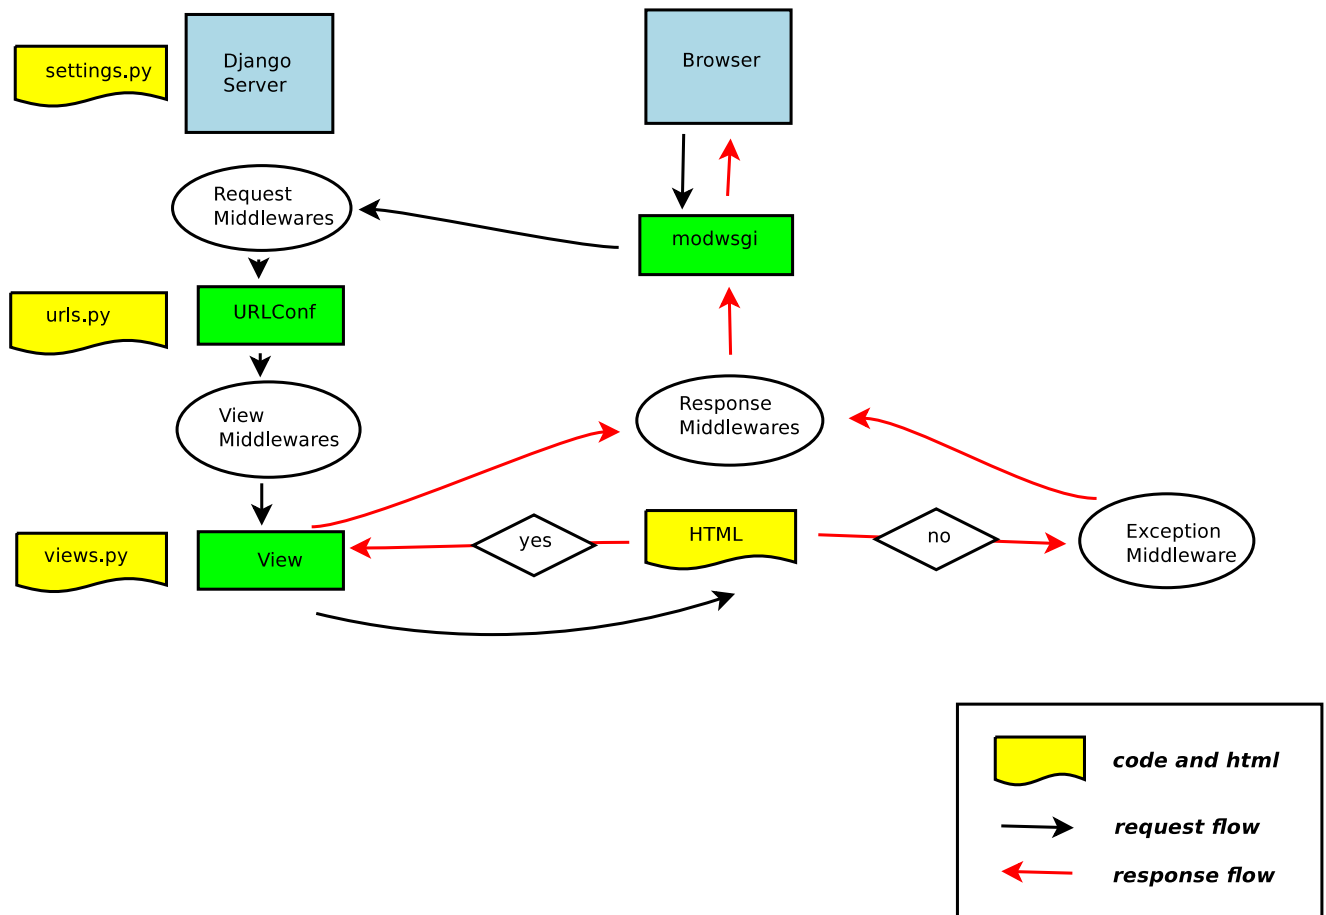 settings.py
Django
Server
Browser
Request
Middlewares
modwsgi
urls.py
URLConf
View
Middlewares
Response
Middlewares
views.py
View
yes
HTML
no
Exception
Middleware
code and html
request flow
response flow